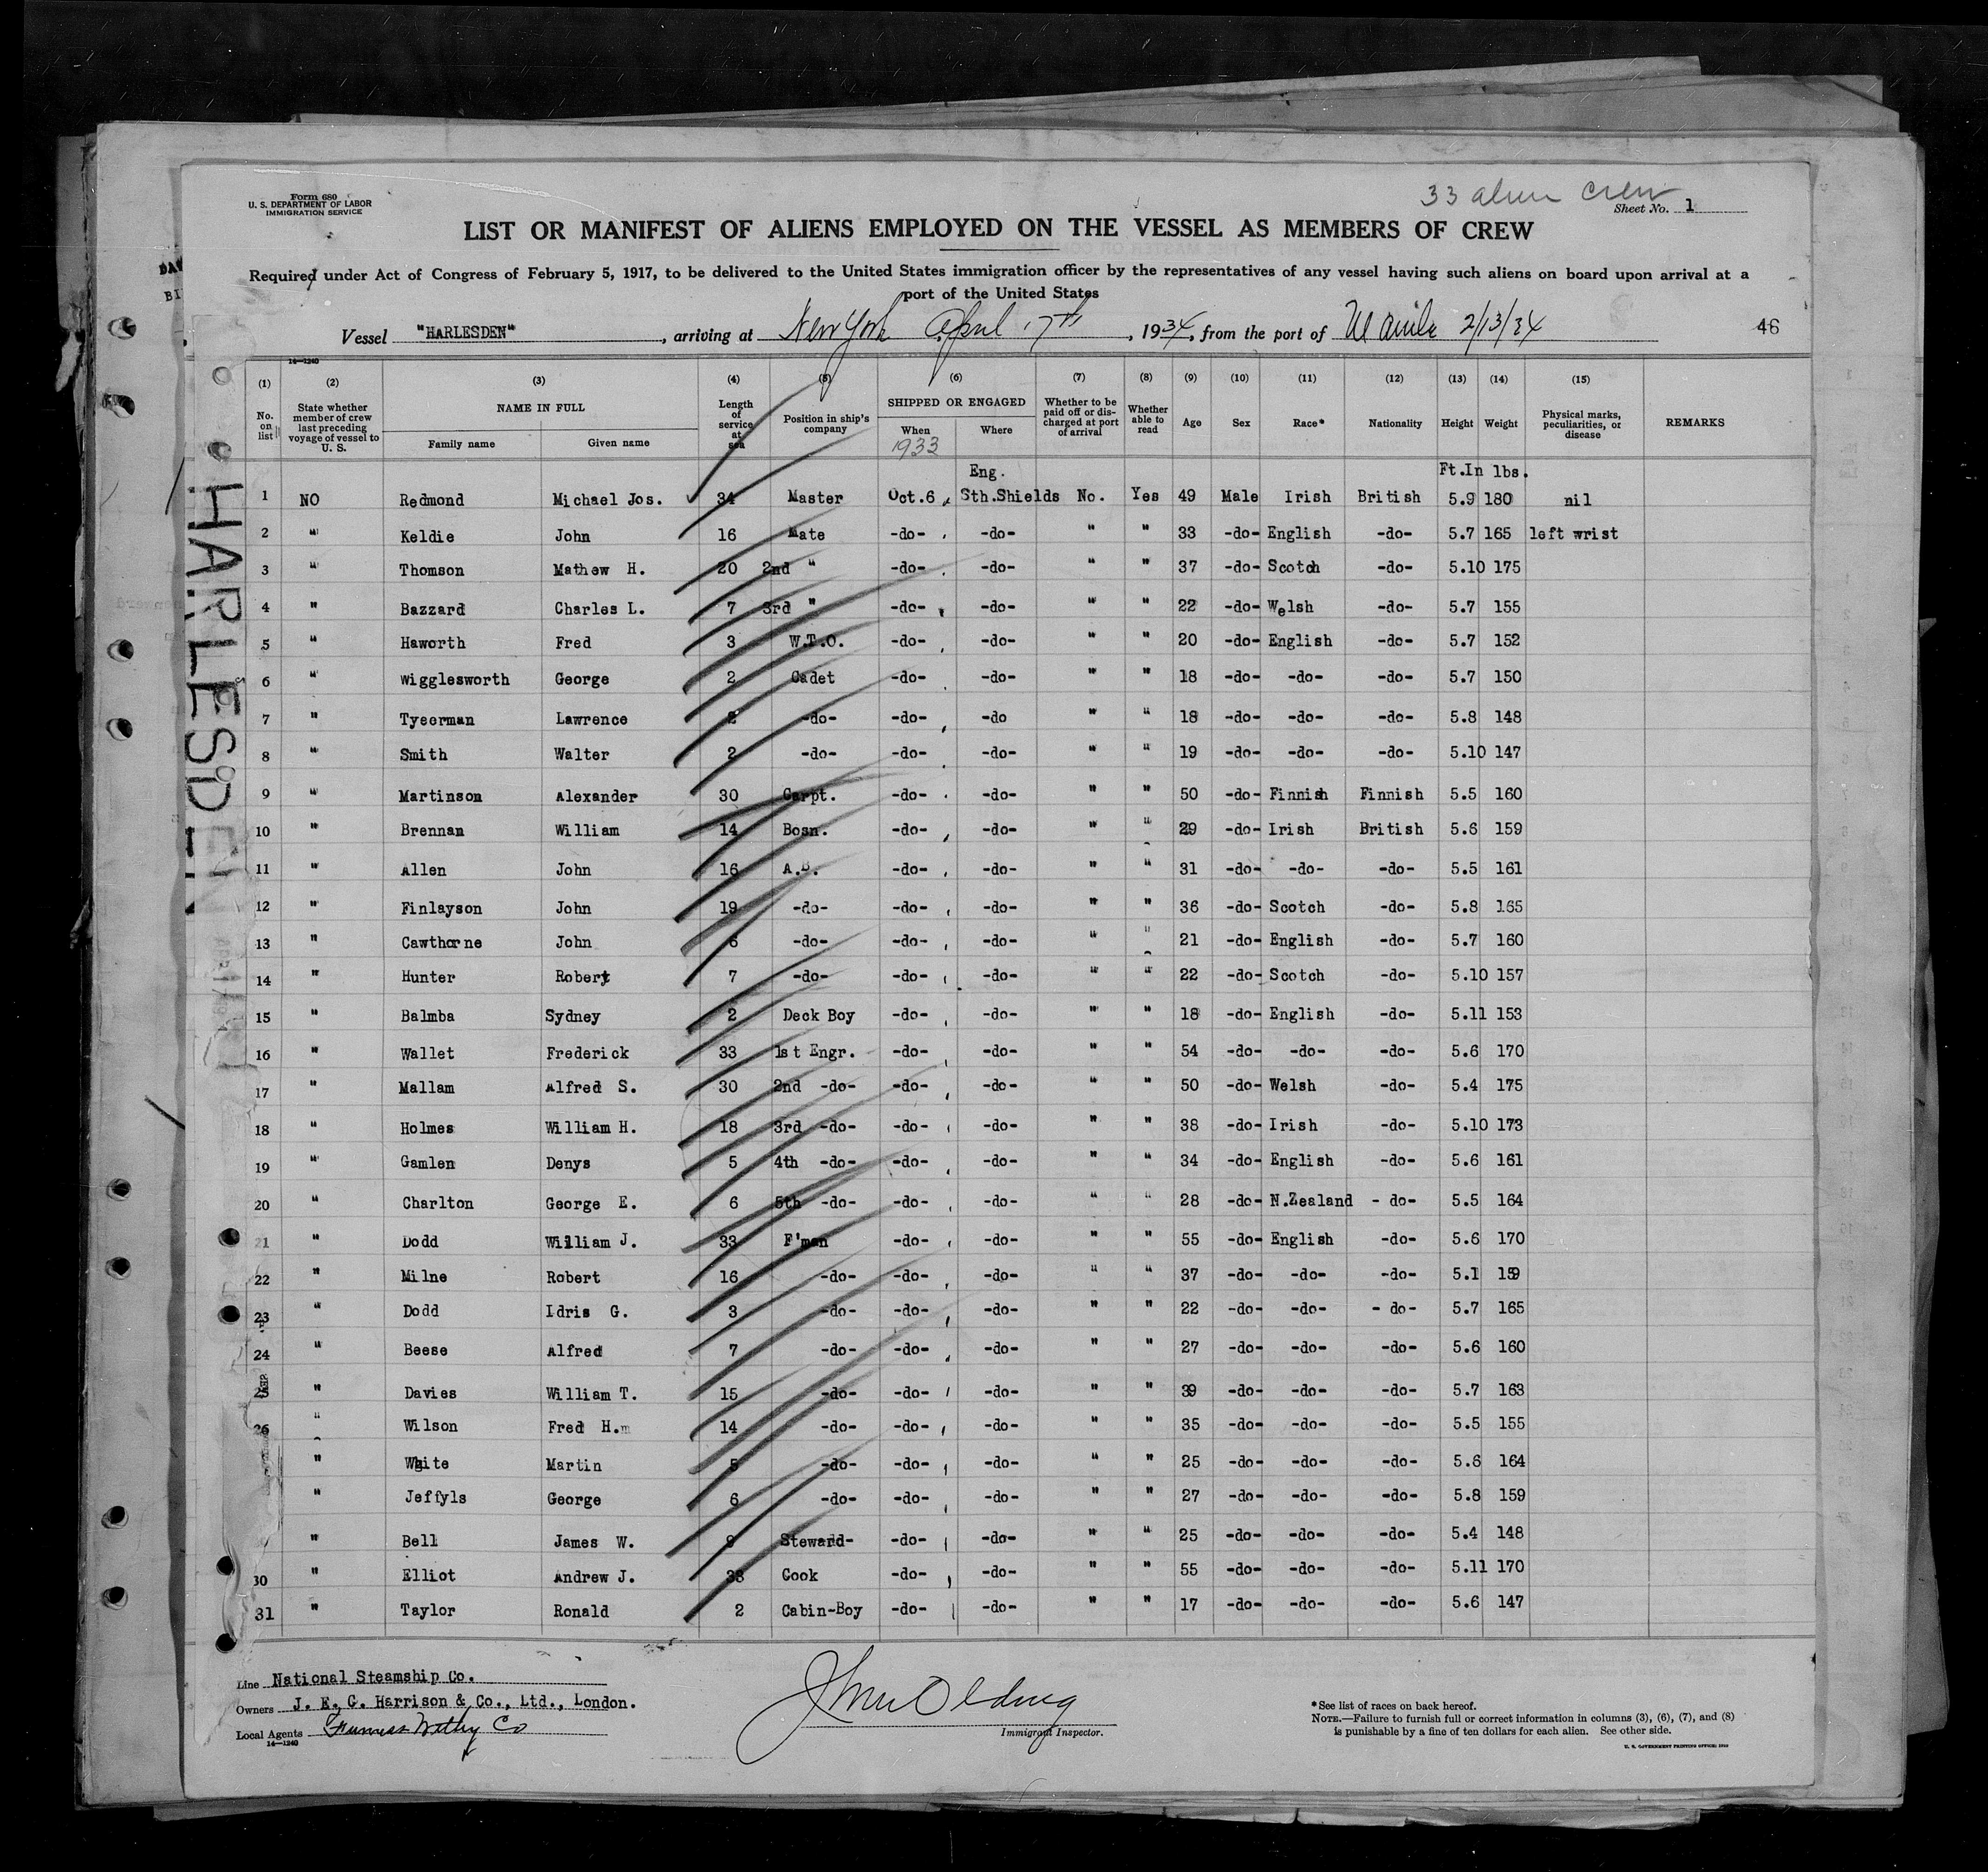 33 alien crew
Form 680
U. S. DEPARTMENT OF LABOR
IMMIGRATION SERVICE
Sheet No. 1
LIST OR MANIFEST OF ALIENS EMPLOYED ON THE VESSEL AS MEMBERS OF CREW
Required under Act of Congress of February 5, 1917, to be delivered to the United States immigration officer by the representatives of any vessel having such aliens on board upon arrival at a
port of the United States
Vessel "HARLESDEN", arriving at New York April 17th, 1934, from the port of Manila 2/13/34
46
14—1240
(1) (2) (3) (4) (5) (6) (7) (8) (9) (10) (11) (12) (13) (14) (15)
No. on list State whether member of crew last preceding voyage of vessel to U. S. NAME IN FULL Family name Given name Length of service at sea Position in ship's company SHIPPED OR ENGAGED When 1933 Where Whether to be paid off or discharged at port of arrival Whether able to read Age Sex Race* Nationality Height Weight Physical marks, peculiarities, or disease REMARKS
Eng. Ft.In lbs.
1 NO Redmond Michael Jos. 34 Master Oct.6 Sth.Shields No. Yes 49 Male Irish British 5.9 180 nil
2 " Keldie John 16 Mate -do- -do- " " 33 -do- English -do- 5.7 165 left wrist
3 " Thomson Mathew H. 20 2nd " -do- -do- " " 37 -do- Scotch -do- 5.10 175
4 " Bazzard Charles L. 7 3rd " -do- -do- " " 22 -do- Welsh -do- 5.7 155
5 " Haworth Fred 3 W.T.O. -do- -do- " " 20 -do- English -do- 5.7 152
6 " Wigglesworth George 2 Cadet -do- -do- " " 18 -do- -do- -do- 5.7 150
7 " Tyeerman Lawrence 2 -do- -do- -do " " 18 -do- -do- -do- 5.8 148
8 " Smith Walter 2 -do- -do- -do- " " 19 -do- -do- -do- 5.10 147
9 " Martinson Alexander 30 Carpt. -do- -do- " " 50 -do- Finnish Finnish 5.5 160
10 " Brennan William 14 Bosn. -do- -do- " " 29 -do- Irish British 5.6 159
11 " Allen John 16 A.B. -do- -do- " " 31 -do- -do- -do- 5.5 161
12 " Finlayson John 19 -do- -do- -do- " " 36 -do- Scotch -do- 5.8 165
13 " Cawthorne John 6 -do- -do- -do- " " 21 -do- English -do- 5.7 160
14 " Hunter Robert 7 -do- -do- -do- " " 22 -do- Scotch -do- 5.10 157
15 " Balmba Sydney 2 Deck Boy -do- -do- " " 18 -do- English -do- 5.11 153
16 " Wallet Frederick 33 1st Engr. -do- -do- " " 54 -do- -do- -do- 5.6 170
17 " Mallam Alfred S. 30 2nd -do- -do- -do- " " 50 -do- Welsh -do- 5.4 175
18 " Holmes William H. 18 3rd -do- -do- -do- " " 38 -do- Irish -do- 5.10 173
19 " Gamlen Denys 5 4th -do- -do- -do- " " 34 -do- English -do- 5.6 161
20 " Charlton George E. 6 5th -do- -do- -do- " " 28 -do- N.Zealand - do- 5.5 164
21 " Dodd William J. 33 F'man -do- -do- " " 55 -do- English -do- 5.6 170
22 " Milne Robert 16 -do- -do- -do- " " 37 -do- -do- -do- 5.1 159
23 " Dodd Idris G. 3 -do- -do- -do- " " 22 -do- -do- - do- 5.7 165
24 " Beese Alfred 7 -do- -do- -do- " " 27 -do- -do- -do- 5.6 160
25 " Davies William T. 15 -do- -do- -do- " " 39 -do- -do- -do- 5.7 163
26 " Wilson Fred H. 14 -do- -do- -do- " " 35 -do- -do- -do- 5.5 155
" White Martin 5 -do- -do- -do- " " 25 -do- -do- -do- 5.6 164
" Jeffyls George 6 -do- -do- -do- " " 27 -do- -do- -do- 5.8 159
" Bell James W. 9 Steward- -do- -do- " " 25 -do- -do- -do- 5.4 148
30 " Elliot Andrew J. 38 Cook -do- -do- " " 55 -do- -do- -do- 5.11 170
31 " Taylor Ronald 2 Cabin-Boy -do- -do- " " 17 -do- -do- -do- 5.6 147
HARLESDEN
Line National Steamship Co.
Owners J. E. G. Harrison & Co., Ltd., London.
Local Agents Furness Withy Co
14—1240
Immigrant Inspector.
*See list of races on back hereof.
NOTE.—Failure to furnish full or correct information in columns (3), (6), (7), and (8)
is punishable by a fine of ten dollars for each alien. See other side.